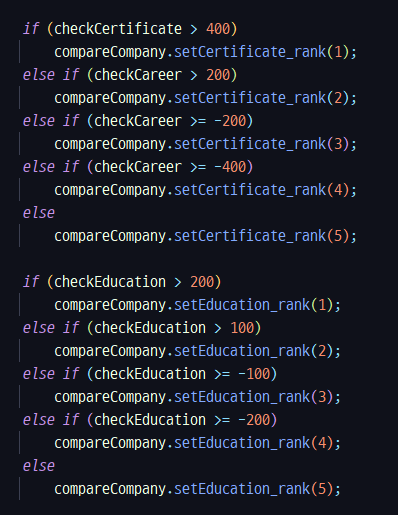 if (checkCertificate > 400)
    compareCompany.setCertificate_rank(1);
else if (checkCareer > 200)
    compareCompany.setCertificate_rank(2);
else if (checkCareer >= -200)
    compareCompany.setCertificate_rank(3);
else if (checkCareer >= -400)
    compareCompany.setCertificate_rank(4);
else
    compareCompany.setCertificate_rank(5);

if (checkEducation > 200)
    compareCompany.setEducation_rank(1);
else if (checkEducation > 100)
    compareCompany.setEducation_rank(2);
else if (checkEducation >= -100)
    compareCompany.setEducation_rank(3);
else if (checkEducation >= -200)
    compareCompany.setEducation_rank(4);
else
    compareCompany.setEducation_rank(5);